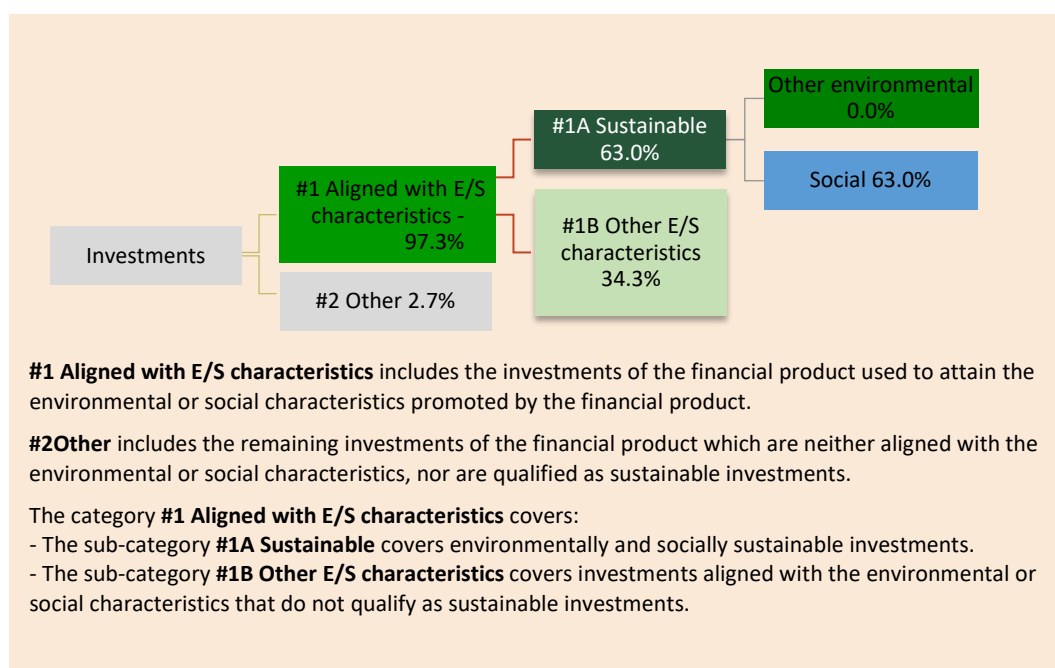 Other environmental
0.0%
#1A Sustainable
63.0%
Social 63.0%
#1 Aligned with E/S
characteristics -
97.3%
#1B Other E/S
characteristics
34.3%
Investments
#2 Other 2.7%
#1 Aligned with E/S characteristics includes the investments of the financial product used to attain the
environmental or social characteristics promoted by the financial product.
#2Other includes the remaining investments of the financial product which are neither aligned with the
environmental or social characteristics, nor are qualified as sustainable investments.
The category #1 Aligned with E/S characteristics covers:
- The sub-category #1A Sustainable covers environmentally and socially sustainable investments.
- The sub-category #1B Other E/S characteristics covers investments aligned with the environmental or
social characteristics that do not qualify as sustainable investments.